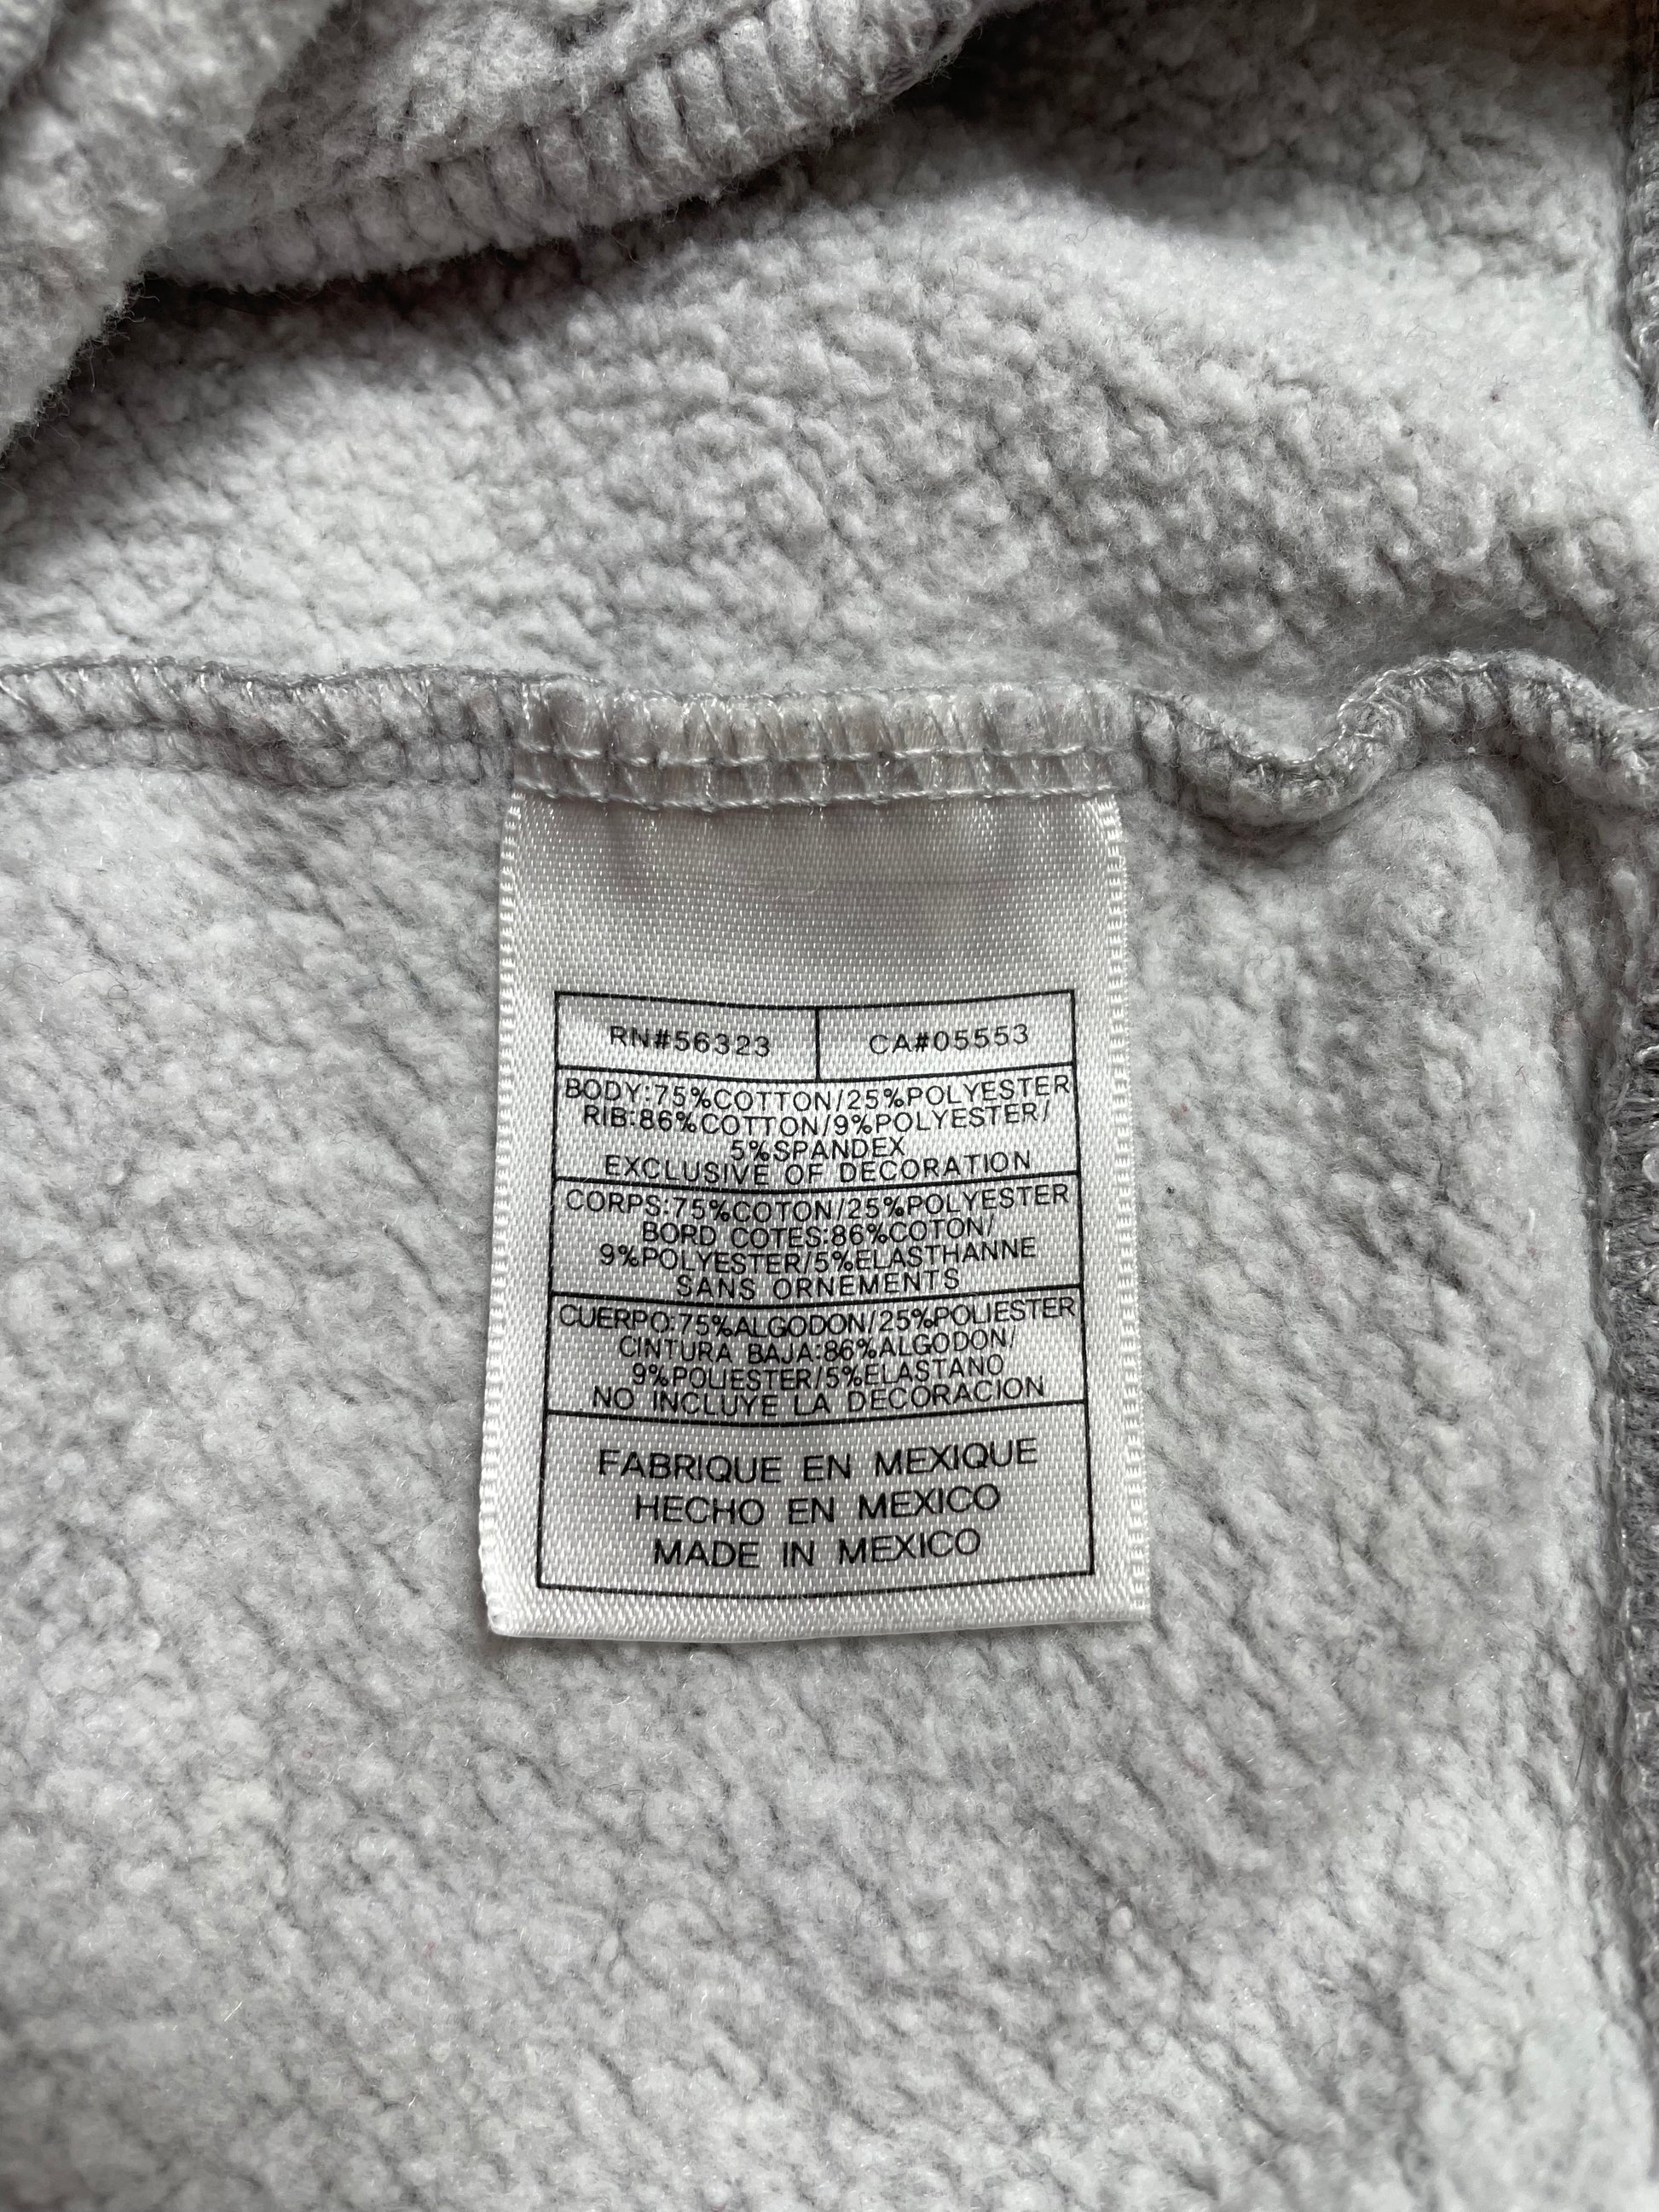 RN#56323 CA#05553
BODY:75%COTTON/25%POLYESTER
RIB:86%COTTON/9%POLYESTER/
5%SPANDEX
EXCLUSIVE OF DECORATION
CORPS:75%COTON/25%POLYESTER
BORD COTES:86%COTON/
9%POLYESTER/5%ELASTHANNE
SANS ORNEMENTS
CUERPO:75%ALGODON/25%POLIESTER
CINTURA BAJA:86%ALGODON/
9%POLIESTER/5%ELASTANO
NO INCLUYE LA DECORACION
FABRIQUE EN MEXIQUE
HECHO EN MEXICO
MADE IN MEXICO